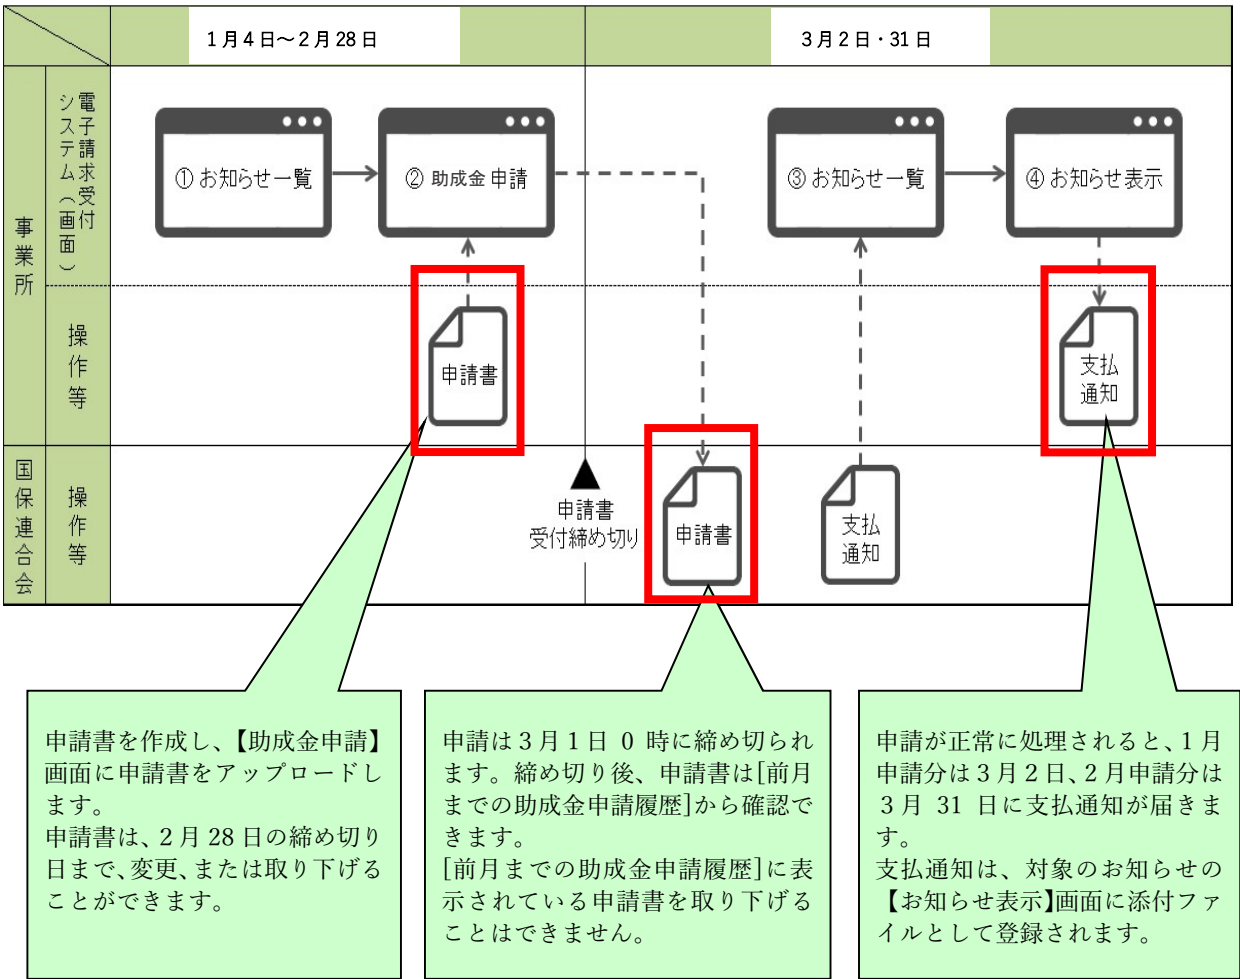 1月4日～2月28日
3月2日・31日
事業所
電子請求受付
システム（画面）
① お知らせ一覧
② 助成金申請
③ お知らせ一覧
④ お知らせ表示
操作等
申請書
支払
通知
国保連合会
操作等
申請書
受付締め切り
申請書
支払
通知
申請書を作成し、【助成金申請】
画面に申請書をアップロードし
ます。
申請書は、2月28日の締め切り
日まで、変更、または取り下げる
ことができます。
申請は3月1日 0 時に締め切られ
ます。締め切り後、申請書は[前月
までの助成金申請履歴]から確認で
きます。
[前月までの助成金申請履歴]に表
示されている申請書を取り下げる
ことはできません。
申請が正常に処理されると、1月
申請分は3月2日、2月申請分は
3月 31 日に支払通知が届きま
す。
支払通知は、対象のお知らせの
【お知らせ表示】画面に添付ファ
イルとして登録されます。